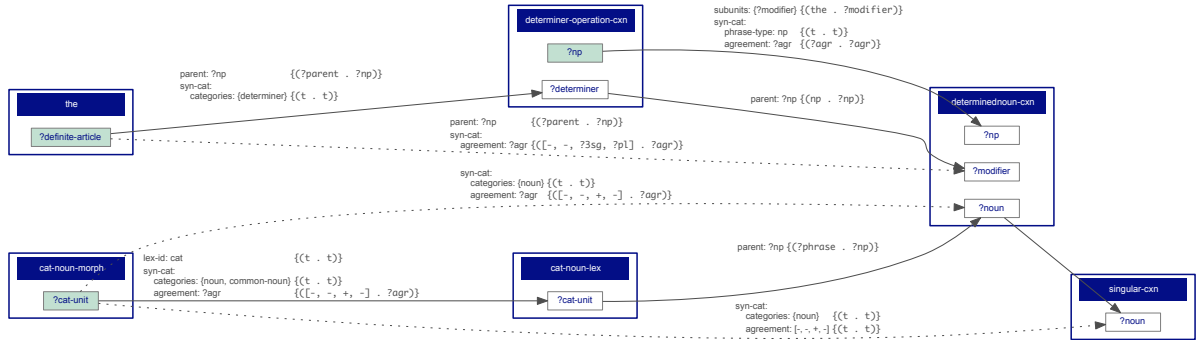 subunits: {?modifier} {(the . ?modifier)}
syn-cat:
phrase-type: np {(t . t)}
agreement: ?agr {(?agr . ?agr)}
determiner-operation-cxn
?np
?determiner
parent: ?np {(?parent . ?np)}
syn-cat:
categories: {determiner} {(t . t)}
the
?definite-article
parent: ?np {(np . ?np)}
determinednoun-cxn
?np
?modifier
?noun
parent: ?np {(?parent . ?np)}
syn-cat:
agreement: ?agr {([-, -, ?3sg, ?pl] . ?agr)}
syn-cat:
categories: {noun} {(t . t)}
agreement: ?agr {([-, -, +, -] . ?agr)}
cat-noun-morph
?cat-unit
lex-id: cat {(t . t)}
syn-cat:
categories: {noun, common-noun} {(t . t)}
agreement: ?agr {([-, -, +, -] . ?agr)}
cat-noun-lex
?cat-unit
parent: ?np {(?phrase . ?np)}
singular-cxn
?noun
syn-cat:
categories: {noun} {(t . t)}
agreement: [-, -, +, -] {(t . t)}